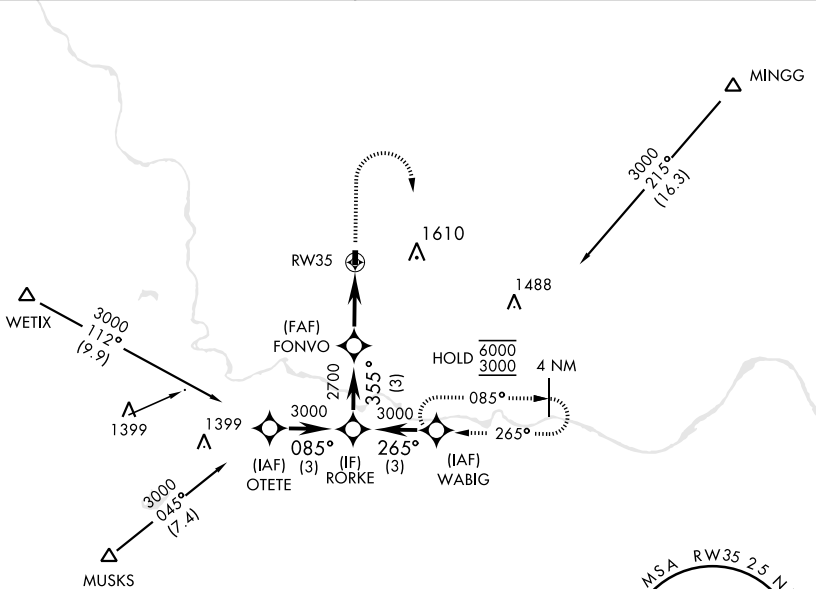 MINGG
3000
215°
(16.3)
1610
RW35
1488
WETIX
3000
112°
(9.9)
(FAF)
FONVO
HOLD 6000
3000
4 NM
2700
355°
(3)
085°
265°
1399
1399
3000
085°
(3)
3000
265°
(3)
(IAF)
OTETE
(IF)
RORKE
(IAF)
WABIG
3000
045°
(7.4)
MUSKS
MSA RW35 25 N